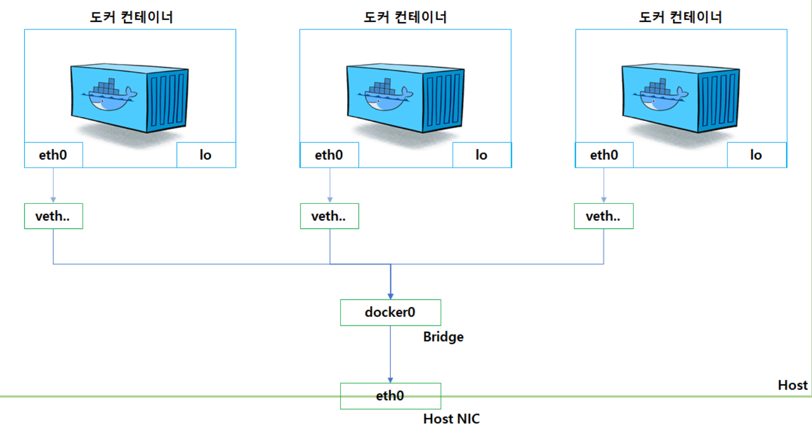 도커 컨테이너
도커 컨테이너
도커 컨테이너
eth0
lo
eth0
lo
eth0
lo
veth..
veth..
veth..
docker0
Bridge
Host
eth0
Host NIC